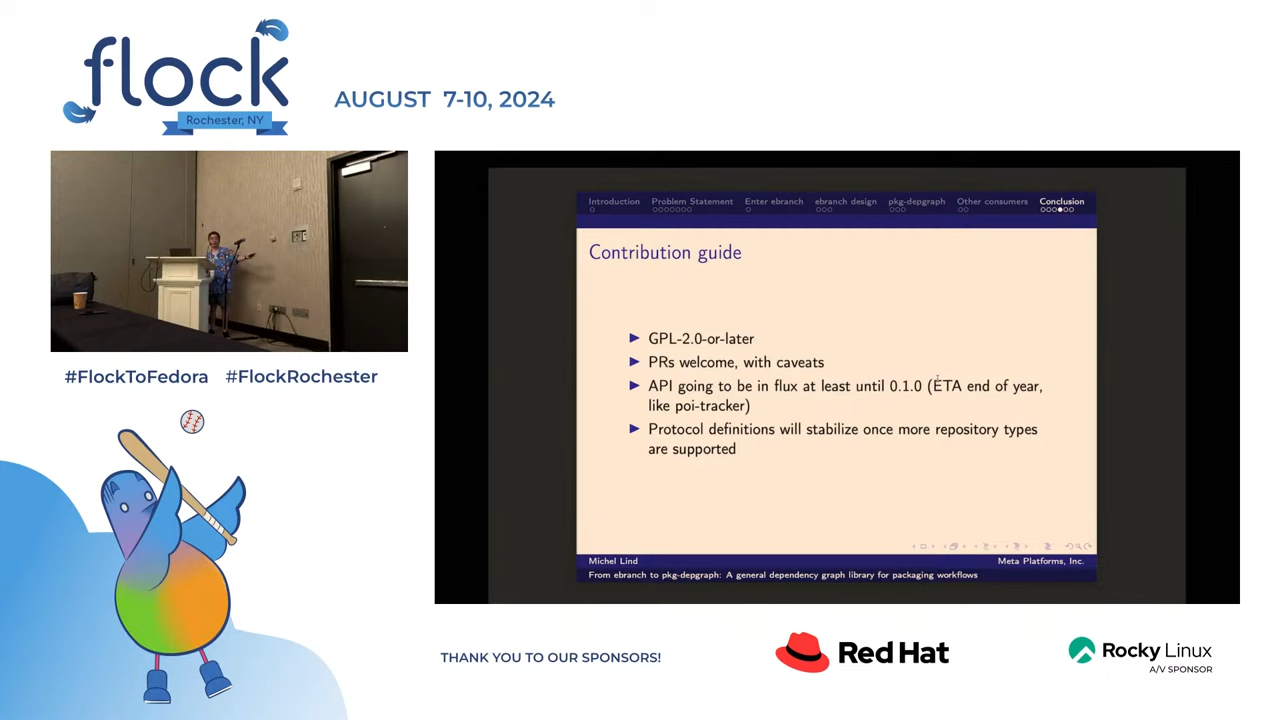 flock
Rochester, NY
AUGUST 7-10, 2024
#FlockToFedora #FlockRochester
Introduction Problem Statement Enter ebranch ebranch design pkg-depgraph Other consumers Conclusion
Contribution guide
GPL-2.0-or-later
PRs welcome, with caveats
API going to be in flux at least until 0.1.0 (ETA end of year,
like poi-tracker)
Protocol definitions will stabilize once more repository types
are supported
Michel Lind Meta Platforms, Inc.
From ebranch to pkg-depgraph: A general dependency graph library for packaging workflows
THANK YOU TO OUR SPONSORS!
Red Hat
Rocky Linux
A/V SPONSOR